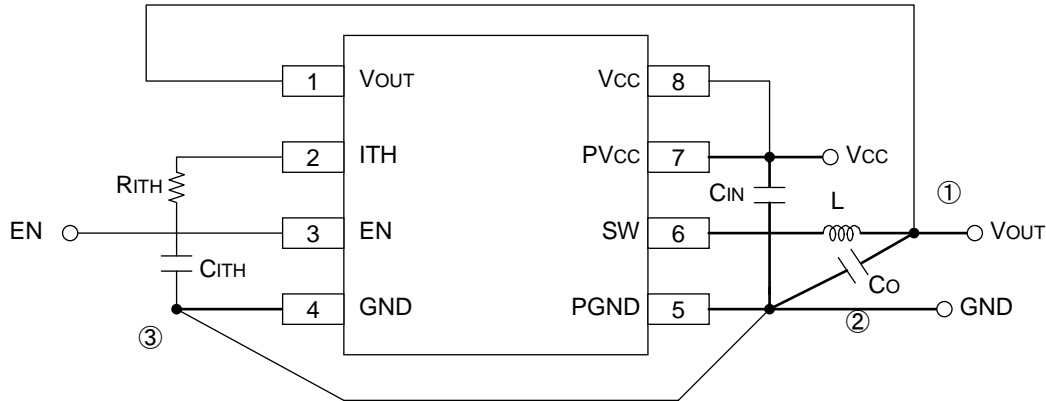 1 VOUT VCC 8
2 ITH PVCC 7 VCC
RITH CIN L ①
EN 3 EN SW 6 VOUT
CITH CO
4 GND PGND 5 GND
③ ②